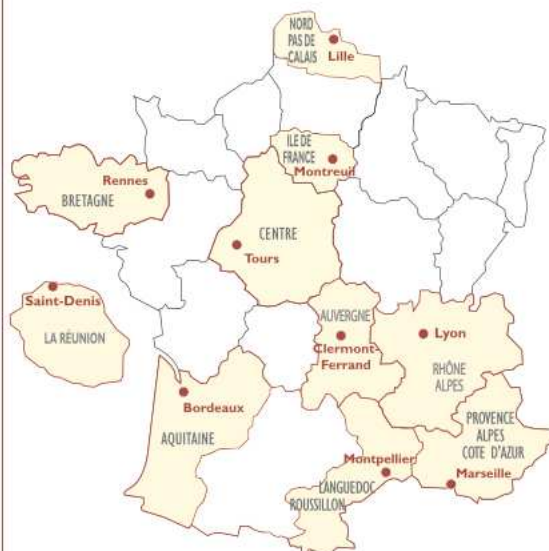 NORD
PAS DE
CALAIS
Lille
ILE DE
FRANCE
Montreuil
Rennes
BRETAGNE
CENTRE
Tours
Saint-Denis
LA RÉUNION
AUVERGNE
Clermont-
Ferrand
Lyon
RHÔNE
ALPES
Bordeaux
AQUITAINE
PROVENCE
ALPES
COTE D'AZUR
Montpellier
Marseille
LANGUEDOC
ROUSSILLON